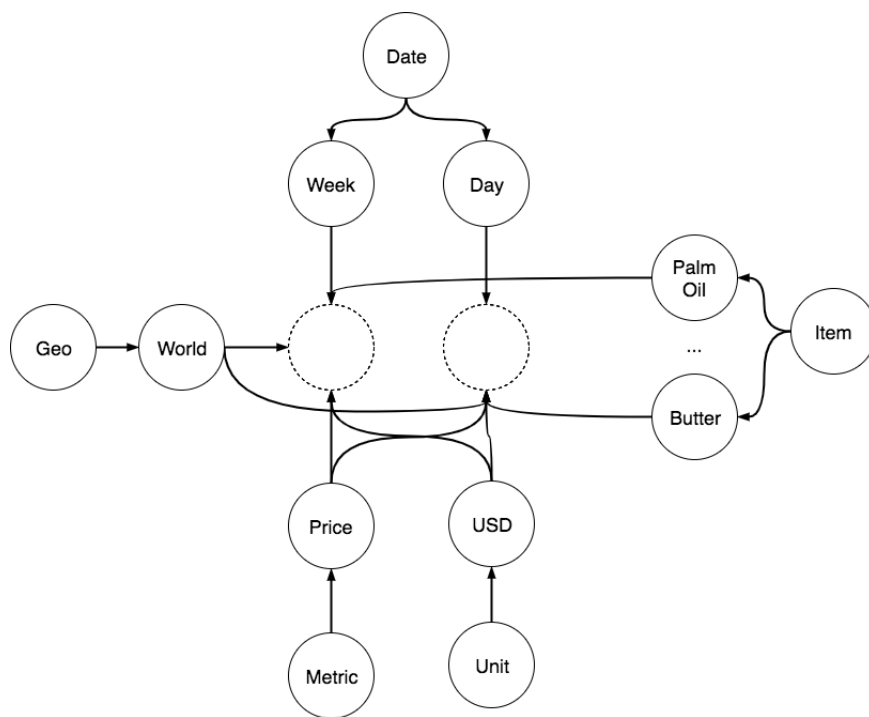 Date
Week
Day
Palm
Oil
Geo
World
...
Item
Butter
Price
USD
Metric
Unit